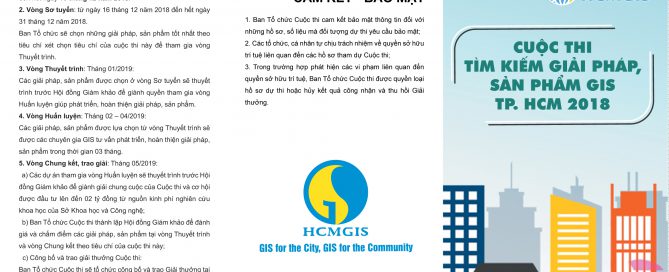 2. Vòng Sơ tuyển: từ ngày 16 tháng 12 năm 2018 đến hết ngày
31 tháng 12 năm 2018.
Ban Tổ chức sẽ chọn những giải pháp, sản phẩm tốt nhất theo
tiêu chí xét chọn tiêu chí của cuộc thi này để tham gia vòng
Thuyết trình.
3. Vòng Thuyết trình: Tháng 01/2019:
Các giải pháp, sản phẩm được chọn ở vòng Sơ tuyển sẽ thuyết
trình trước Hội đồng Giám khảo để giành quyền tham gia vòng
Huấn luyện giúp phát triển, hoàn thiện giải pháp, sản phẩm.
4. Vòng Huấn luyện: Tháng 02 – 04/2019:
Các giải pháp, sản phẩm được lựa chọn từ vòng Thuyết trình sẽ
được các chuyên gia GIS tư vấn phát triển, hoàn thiện giải pháp,
sản phẩm trong thời gian 03 tháng.
5. Vòng Chung kết, trao giải: Tháng 05/2019:
a) Các dự án tham gia vòng Huấn luyện sẽ thuyết trình trước Hội
đồng Giám khảo để giành giải chung cuộc của Cuộc thi và cơ hội
được đầu tư lên đến 02 tỷ đồng từ nguồn kinh phí nghiên cứu
khoa học của Sở Khoa học và Công nghệ;
b) Ban Tổ chức Cuộc thi thành lập Hội đồng Giám khảo để đánh
giá và chấm điểm các giải pháp, sản phẩm tại vòng Thuyết trình
và vòng Chung kết theo tiêu chí của cuộc thi này;
c) Công bố và trao giải thưởng Cuộc thi:
Ban Tổ chức Cuộc thi sẽ tổ chức công bố và trao Giải thưởng tại
CAM KẾT - BẢO MẬT
1. Ban Tổ chức Cuộc thi cam kết bảo mật thông tin đối với
những hồ sơ, số liệu mà đối tượng dự thi yêu cầu bảo mật;
2. Các tổ chức, cá nhân tự chịu trách nhiệm về quyền sở hữu
trí tuệ liên quan đến các hồ sơ tham dự Cuộc thi;
3. Trong trường hợp phát hiện các vi phạm liên quan đến
quyền sở hữu trí tuệ, Ban Tổ chức Cuộc thi được quyền loại
hồ sơ dự thi hoặc hủy kết quả công nhận và thu hồi Giải
thưởng.
HCMGIS
GIS for the City, GIS for the Community
HCMGIS
CUỘC THI
TÌM KIẾM GIẢI PHÁP,
SẢN PHẨM GIS
TP. HCM 2018